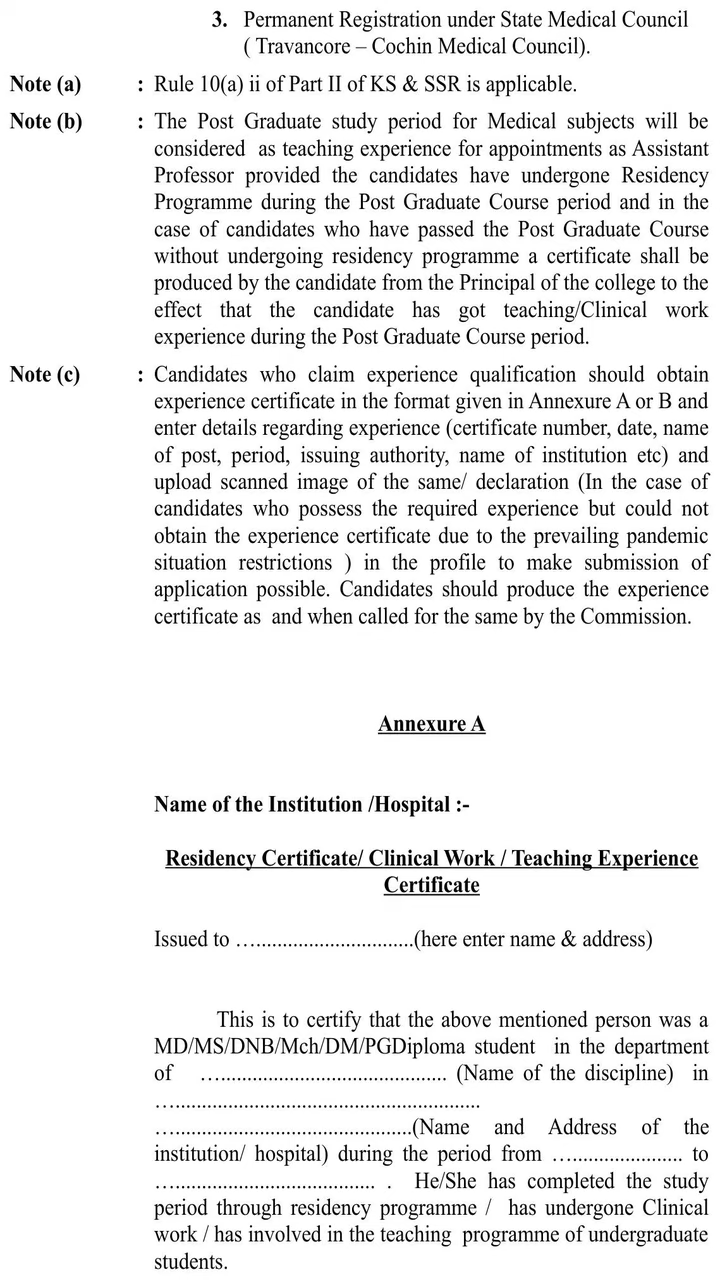 3. Permanent Registration under State Medical Council
( Travancore – Cochin Medical Council).
Note (a) : Rule 10(a) ii of Part II of KS & SSR is applicable.
Note (b) : The Post Graduate study period for Medical subjects will be
considered as teaching experience for appointments as Assistant
Professor provided the candidates have undergone Residency
Programme during the Post Graduate Course period and in the
case of candidates who have passed the Post Graduate Course
without undergoing residency programme a certificate shall be
produced by the candidate from the Principal of the college to the
effect that the candidate has got teaching/Clinical work
experience during the Post Graduate Course period.
Note (c) : Candidates who claim experience qualification should obtain
experience certificate in the format given in Annexure A or B and
enter details regarding experience (certificate number, date, name
of post, period, issuing authority, name of institution etc) and
upload scanned image of the same/ declaration (In the case of
candidates who possess the required experience but could not
obtain the experience certificate due to the prevailing pandemic
situation restrictions ) in the profile to make submission of
application possible. Candidates should produce the experience
certificate as and when called for the same by the Commission.
Annexure A
Name of the Institution /Hospital :-
Residency Certificate/ Clinical Work / Teaching Experience
Certificate
Issued to …..............................(here enter name & address)
This is to certify that the above mentioned person was a
MD/MS/DNB/Mch/DM/PGDiploma student in the department
of …........................................... (Name of the discipline) in
…..........................................................
….............................................(Name and Address of the
institution/ hospital) during the period from …..................... to
…...................................... . He/She has completed the study
period through residency programme / has undergone Clinical
work / has involved in the teaching programme of undergraduate
students.